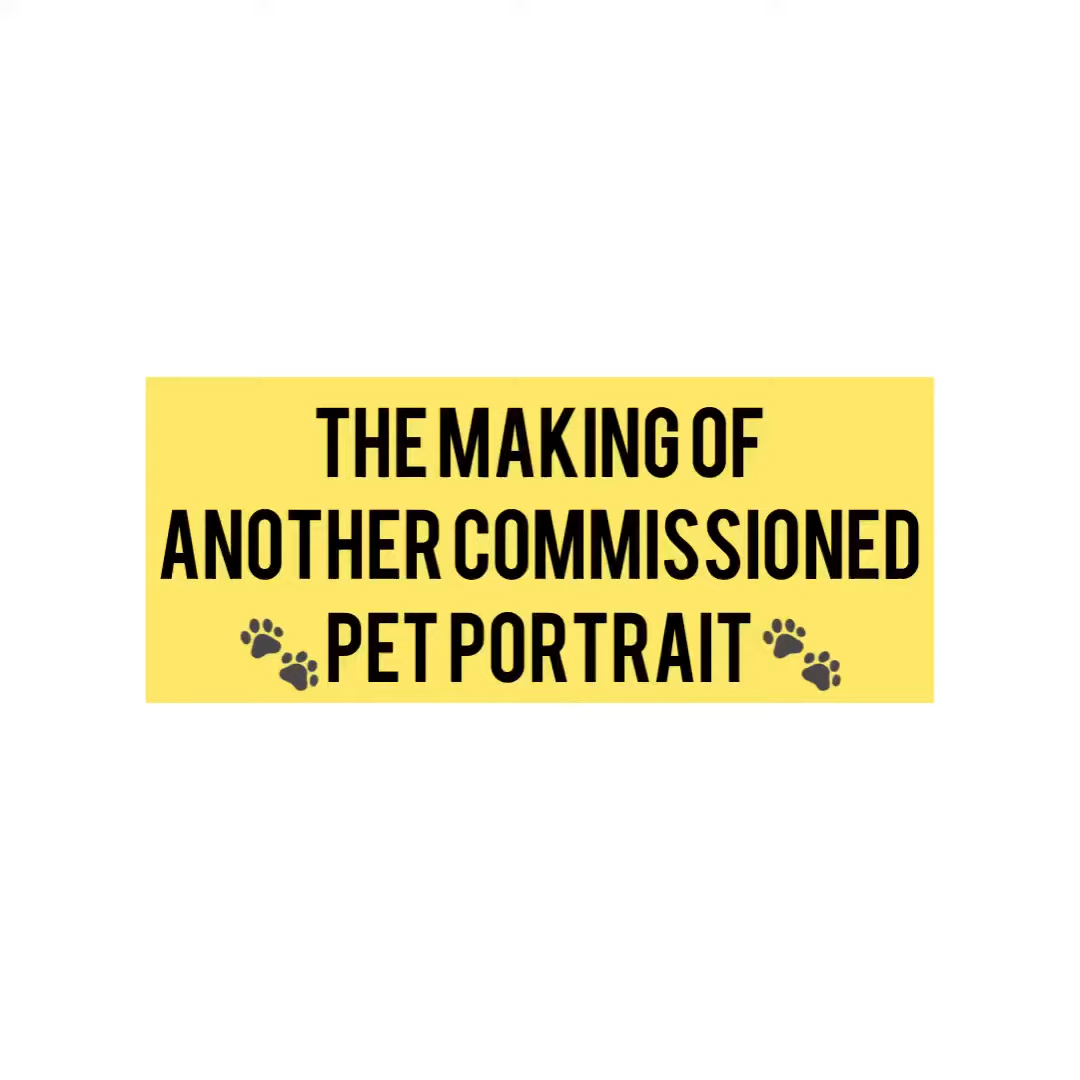 THE MAKING OF
ANOTHER COMMISSIONED
🐾 PET PORTRAIT 🐾